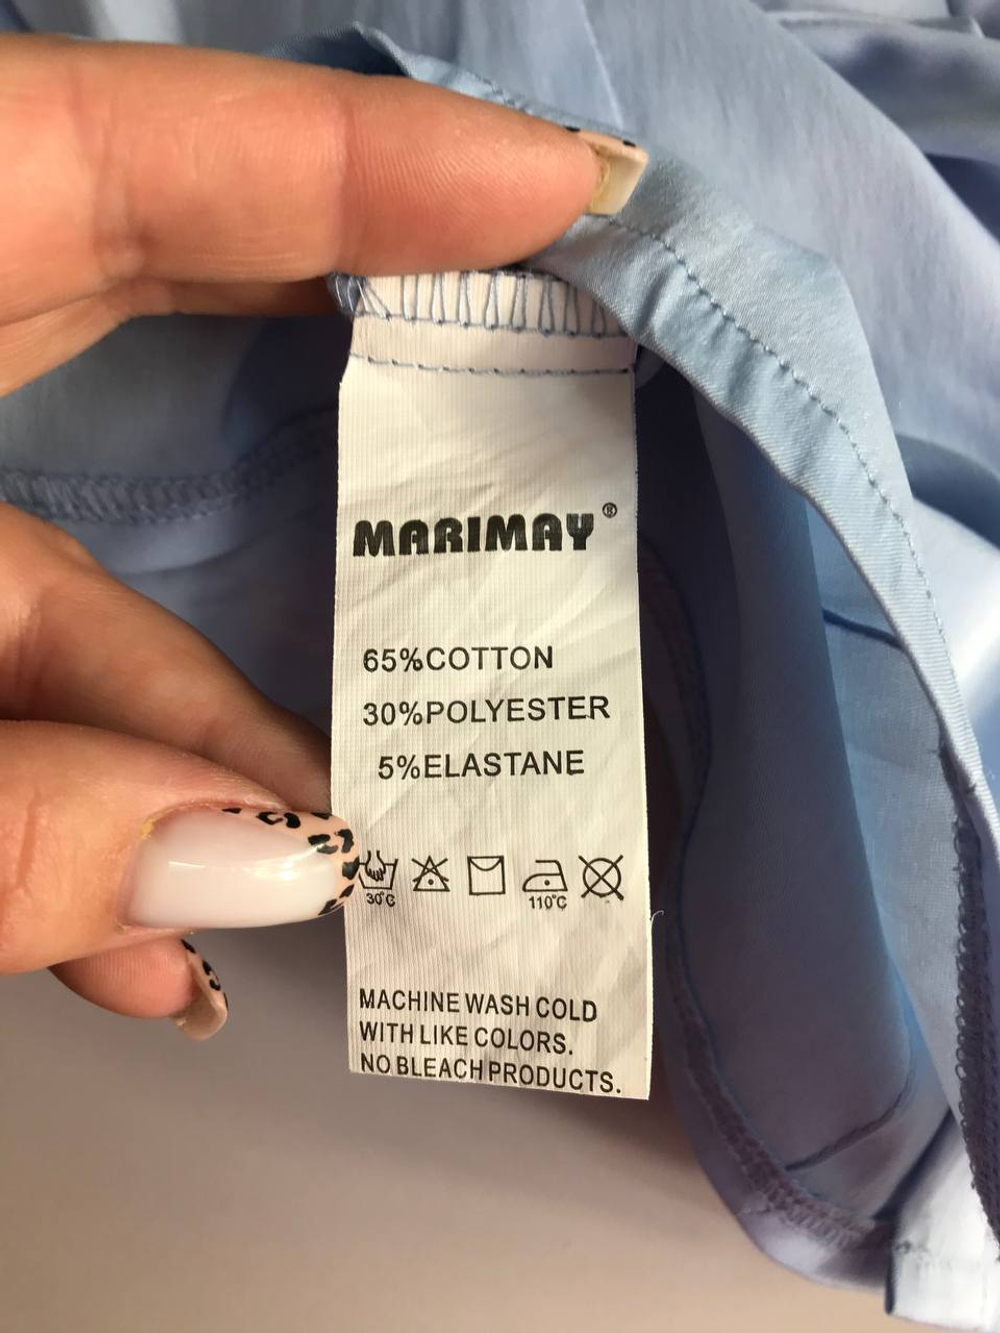 MARIMAY®
65%COTTON
30%POLYESTER
5%ELASTANE
30°C 110°C
MACHINE WASH COLD
WITH LIKE COLORS.
NO BLEACH PRODUCTS.